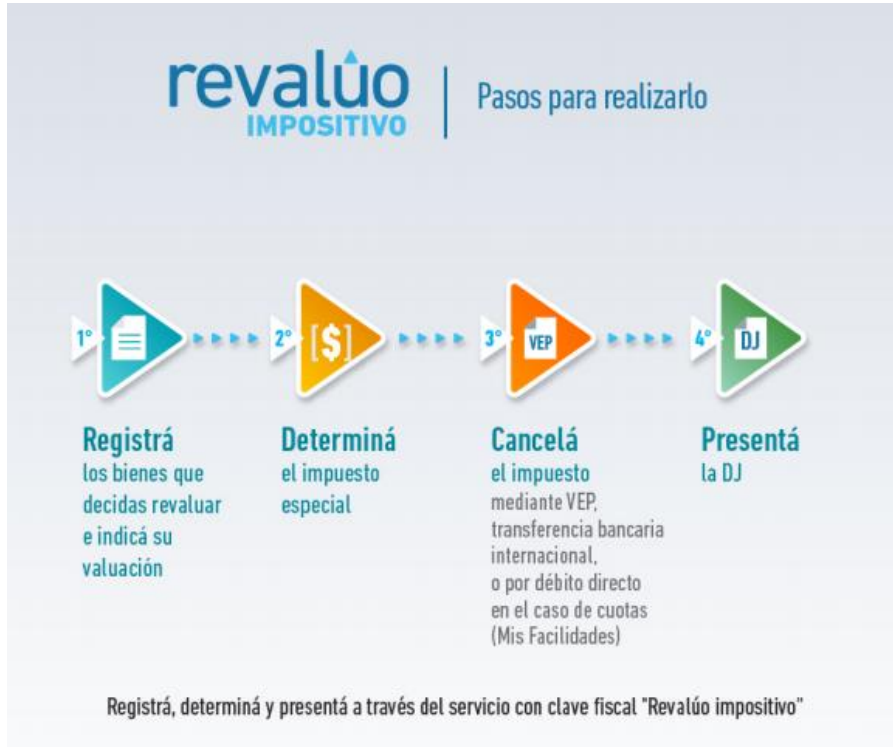 revalúo
IMPOSITIVO
Pasos para realizarlo
1°
2°
[$]
3°
VEP
4°
DJ
Registrá
los bienes que
decidas revaluar
e indicá su
valuación
Determiná
el impuesto
especial
Cancelá
el impuesto
mediante VEP,
transferencia bancaria
internacional,
o por débito directo
en el caso de cuotas
(Mis Facilidades)
Presentá
la DJ
Registrá, determiná y presentá a través del servicio con clave fiscal "Revalúo impositivo"